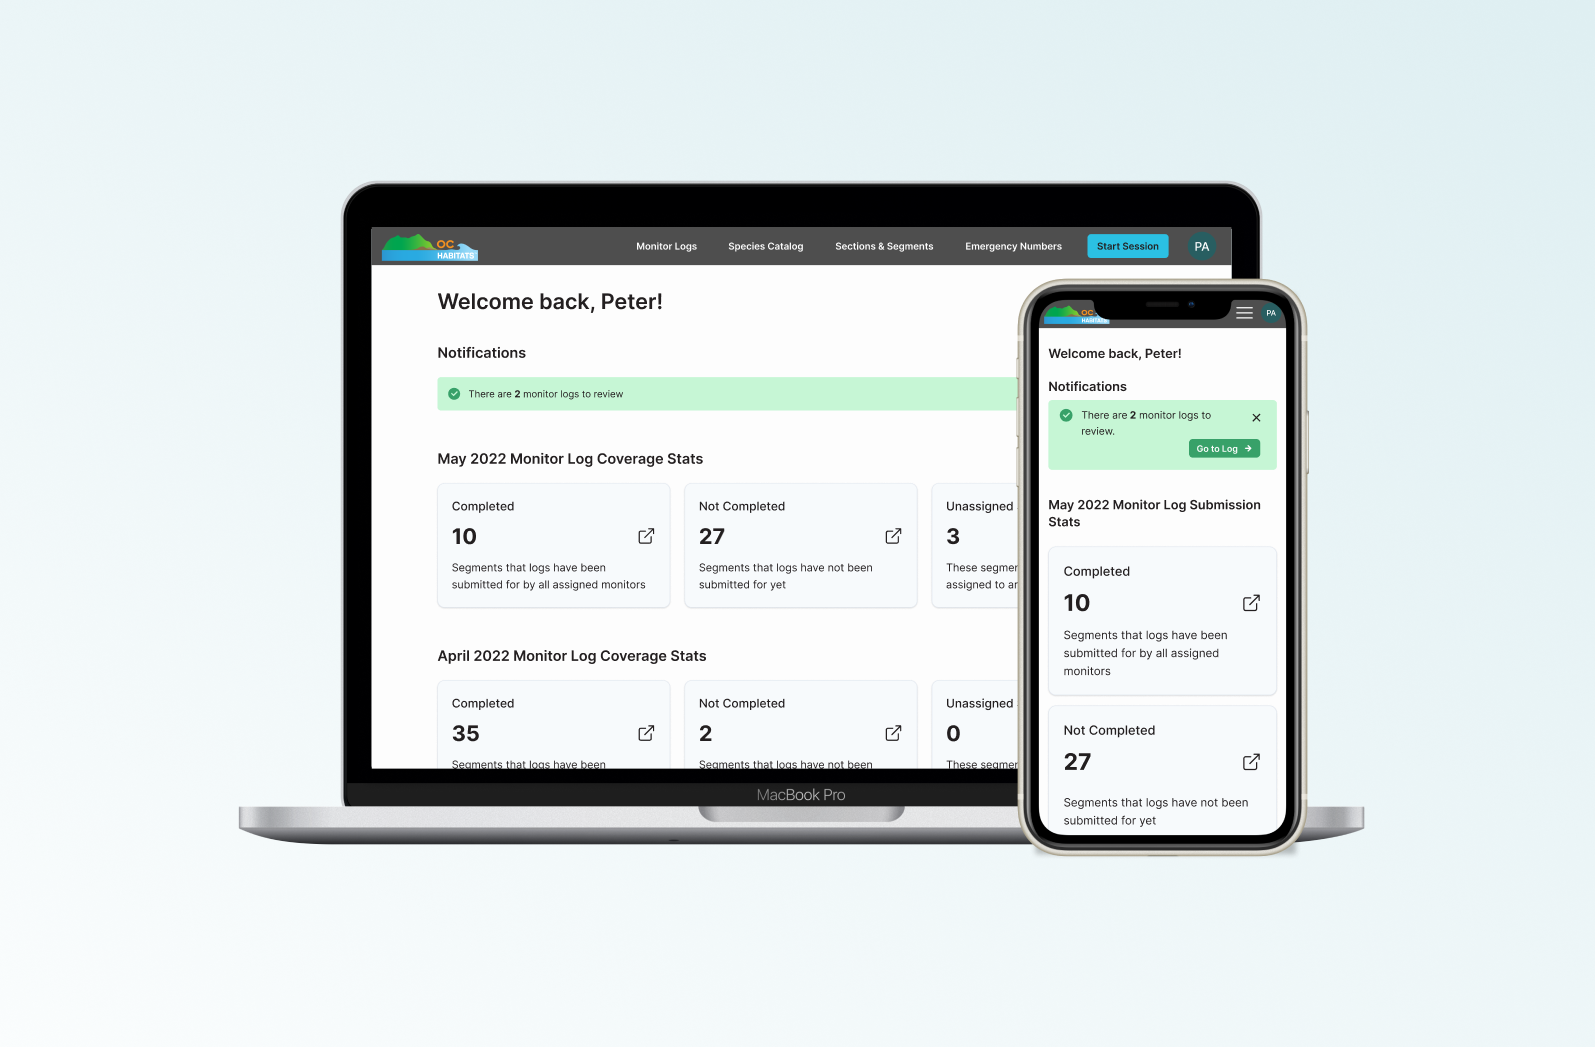 OC
HABITATS
Monitor Logs
Species Catalog
Sections & Segments
Emergency Numbers
Start Session
PA
Welcome back, Peter!
Notifications
There are 2 monitor logs to review
May 2022 Monitor Log Coverage Stats
Completed
10
Segments that logs have been
submitted for by all assigned monitors
Not Completed
27
Segments that logs have not been
submitted for yet
Unassigned
3
These
assigned to
April 2022 Monitor Log Coverage Stats
Completed
35
Segments that logs have been
Not Completed
2
Segments that logs have not been
Unassigned
0
These
MacBook Pro
OC
HABITATS
PA
Welcome back, Peter!
Notifications
There are 2 monitor logs to
review.
Go to Log
May 2022 Monitor Log Submission
Stats
Completed
10
Segments that logs have been
submitted for by all assigned
monitors
Not Completed
27
Segments that logs have not been
submitted for yet